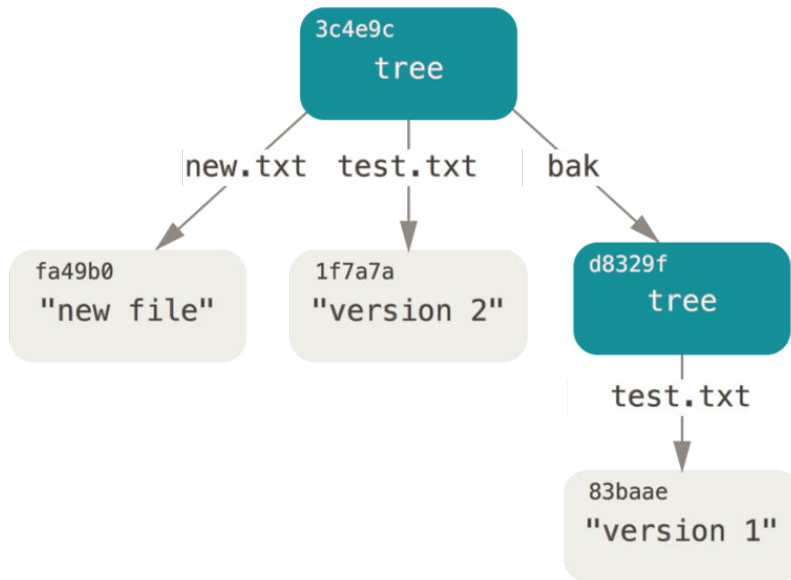 3c4e9c
tree
new.txt test.txt bak
fa49b0
"new file"
1f7a7a
"version 2"
d8329f
tree
test.txt
83baae
"version 1"